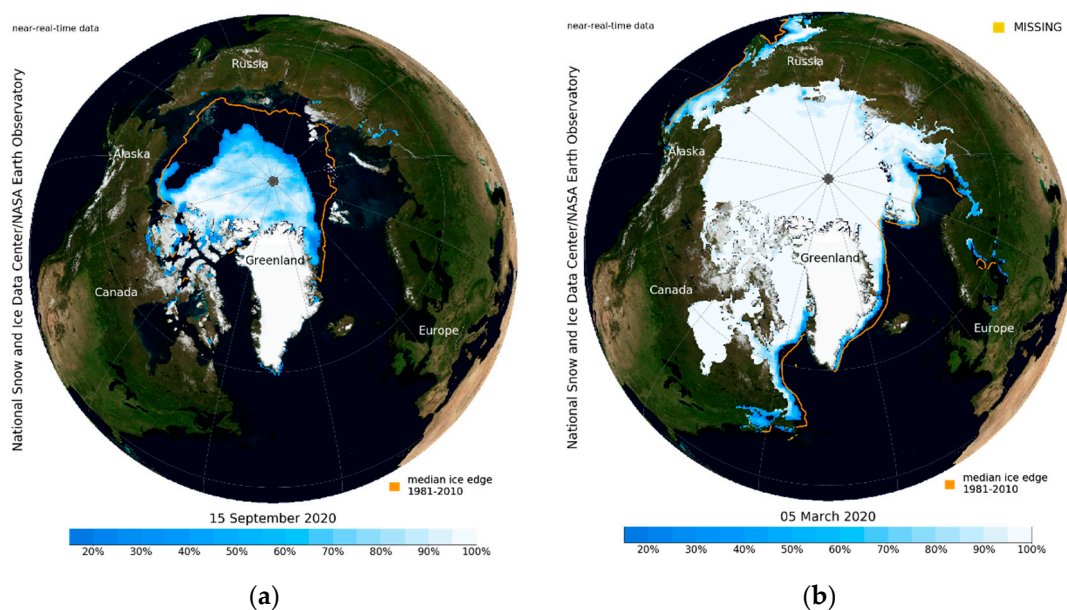 near-real-time data
National Snow and Ice Data Center/NASA Earth Observatory
Russia
Alaska
Greenland
Canada
Europe
median ice edge
1981-2010
15 September 2020
20% 30% 40% 50% 60% 70% 80% 90% 100%
(a)
near-real-time data
MISSING
National Snow and Ice Data Center/NASA Earth Observatory
Russia
Alaska
Greenland
Canada
Europe
median ice edge
1981-2010
05 March 2020
20% 30% 40% 50% 60% 70% 80% 90% 100%
(b)